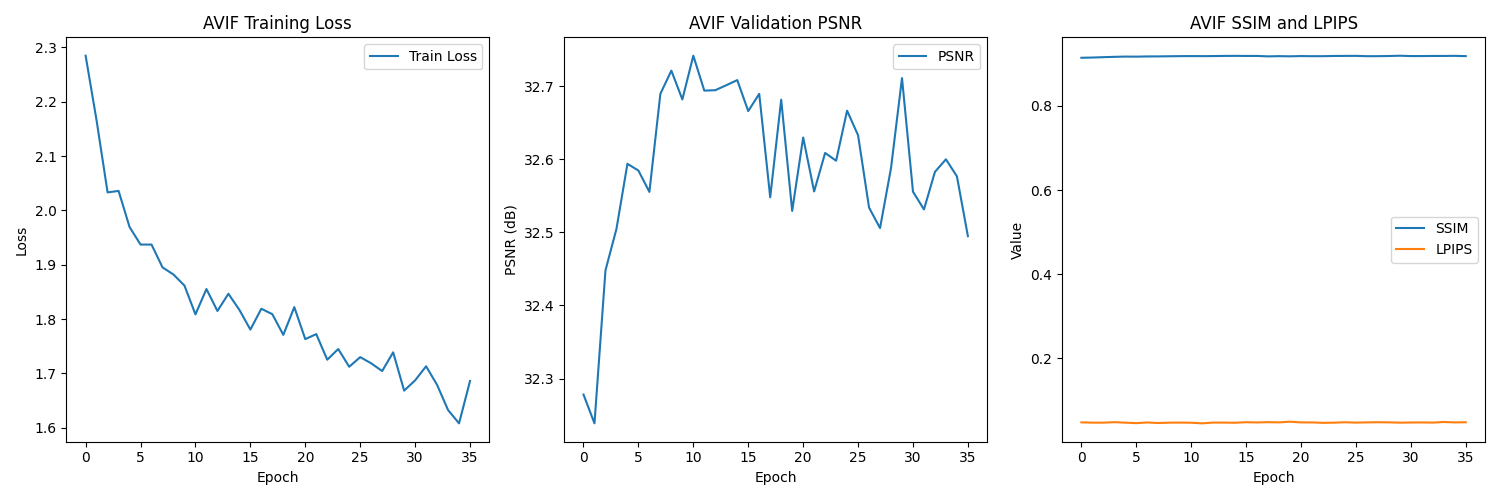 AVIF Training Loss
Train Loss
2.3
2.2
2.1
2.0
1.9
1.8
1.7
1.6
Loss
0 5 10 15 20 25 30 35
Epoch
AVIF Validation PSNR
PSNR
32.7
32.6
32.5
32.4
32.3
PSNR (dB)
0 5 10 15 20 25 30 35
Epoch
AVIF SSIM and LPIPS
0.8
0.6
0.4
0.2
Value
SSIM
LPIPS
0 5 10 15 20 25 30 35
Epoch